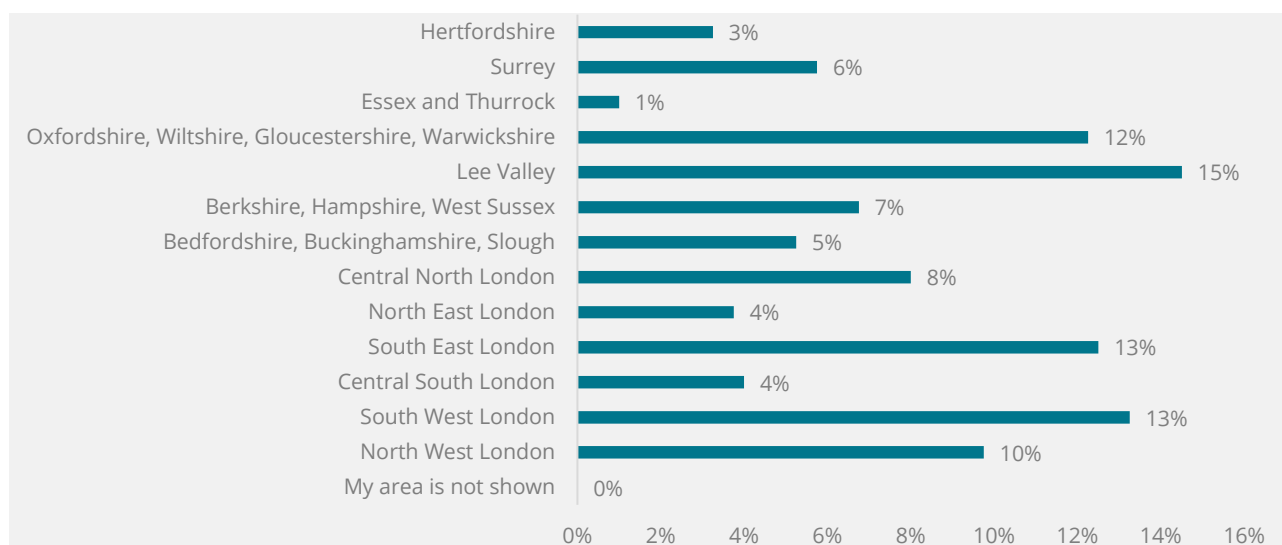 Hertfordshire 3%
Surrey 6%
Essex and Thurrock 1%
Oxfordshire, Wiltshire, Gloucestershire, Warwickshire 12%
Lee Valley 15%
Berkshire, Hampshire, West Sussex 7%
Bedfordshire, Buckinghamshire, Slough 5%
Central North London 8%
North East London 4%
South East London 13%
Central South London 4%
South West London 13%
North West London 10%
My area is not shown 0%
0% 2% 4% 6% 8% 10% 12% 14% 16%